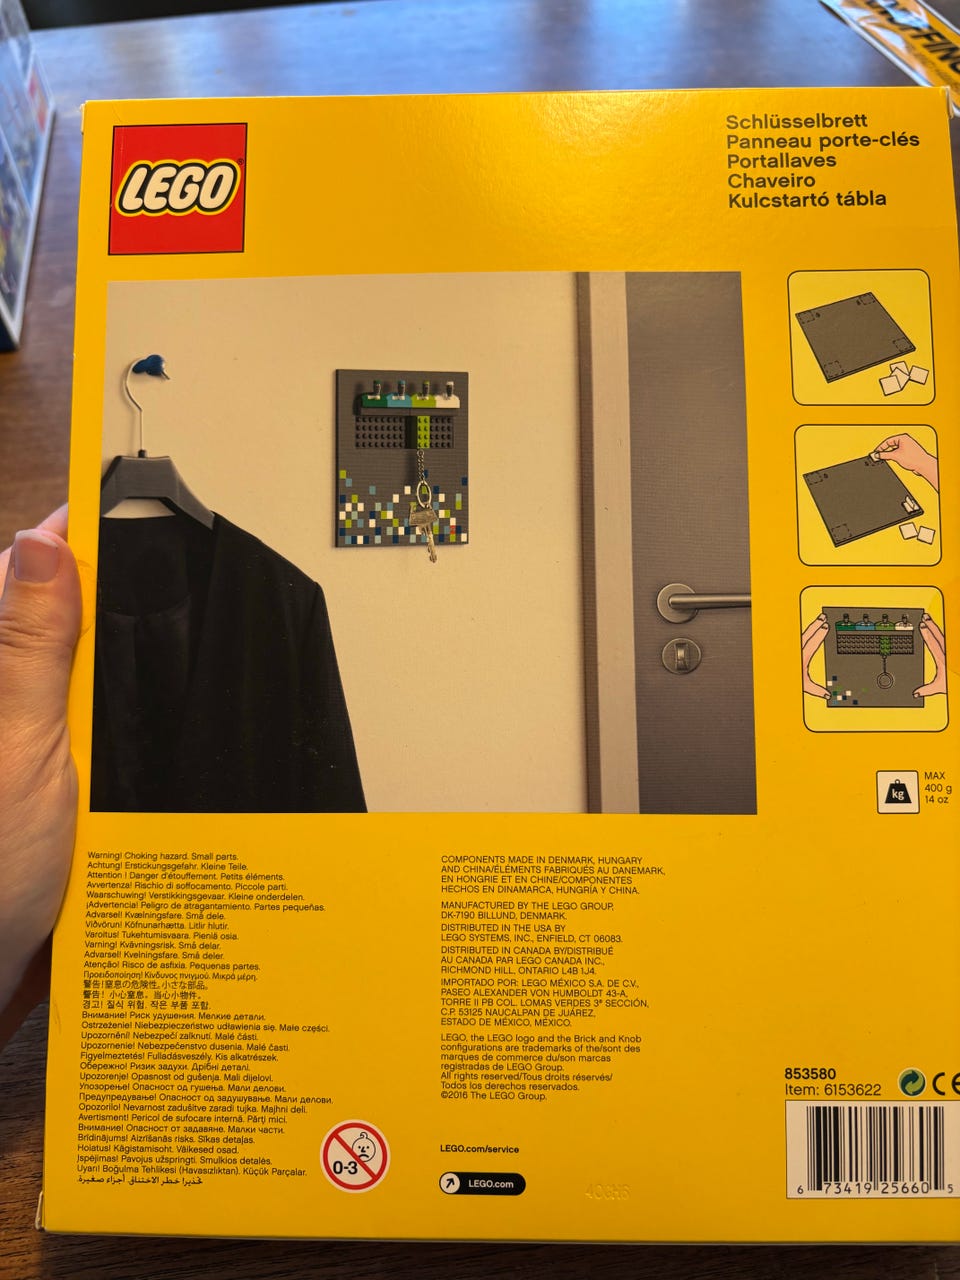 FFING
LEGO®
Schlüsselbrett
Panneau porte-clés
Portallaves
Chaveiro
Kulcstartó tábla
kg
MAX
400 g
14 oz
Warning! Choking hazard. Small parts.
Achtung! Erstickungsgefahr. Kleine Teile.
Attention ! Danger d'étouffement. Petits éléments.
Avvertenza! Rischio di soffocamento. Piccole parti.
Waarschuwing! Verstikkingsgevaar. Kleine onderdelen.
¡Advertencia! Peligro de atragantamiento. Partes pequeñas.
Advarsel! Kvælningsfare. Små dele.
Viðvörun! Köfnunarhætta. Litlir hlutir.
Varoitus! Tukehtumisvaara. Pieniä osia.
Varning! Kvävningsrisk. Små delar.
Advarsel! Kvelningsfare. Små deler.
Atenção! Risco de asfixia. Pequenas partes.
Προειδοποίηση! Κίνδυνος πνιγμού. Μικρά μέρη.
警告!窒息の危険性。小さな部品。
警告! 小心窒息。当心小物件。
경고! 질식 위험. 작은 부품 포함.
Внимание! Риск удушения. Мелкие детали.
Ostrzeżenie! Niebezpieczeństwo udławienia się. Małe części.
Upozornění! Nebezpečí zalknutí. Malé části.
Upozornenie! Nebezpečenstvo dusenia. Malé časti.
Figyelmeztetés! Fulladásveszély. Kis alkatrészek.
Обережно! Ризик задухи. Дрібні деталі.
Upozorenje! Opasnost od gušenja. Mali dijelovi.
Упозорење! Опасност од гушења. Мали делови.
Предупредување! Опасност од задушување. Мали делови.
Opozorilo! Nevarnost zadušitve zaradi tujka. Majhni deli.
Avertisment! Pericol de sufocare internă. Părți mici.
Внимание! Опасност от задавяне. Малки части.
Brīdinājums! Aizrīšanās risks. Sīkas detaļas.
Hoiatus! Kägistamisoht. Väikesed osad.
Įspėjimas! Pavojus užspringti. Smulkios detalės.
Uyarı! Boğulma Tehlikesi (Havasızlıktan). Küçük Parçalar.
تحذير! خطر الاختناق. أجزاء صغيرة.
0-3
COMPONENTS MADE IN DENMARK, HUNGARY
AND CHINA/ÉLÉMENTS FABRIQUÉS AU DANEMARK,
EN HONGRIE ET EN CHINE/COMPONENTES
HECHOS EN DINAMARCA, HUNGRÍA Y CHINA.
MANUFACTURED BY THE LEGO GROUP,
DK-7190 BILLUND, DENMARK.
DISTRIBUTED IN THE USA BY
LEGO SYSTEMS, INC., ENFIELD, CT 06083.
DISTRIBUTED IN CANADA BY/DISTRIBUÉ
AU CANADA PAR LEGO CANADA INC.,
RICHMOND HILL, ONTARIO L4B 1J4.
IMPORTADO POR: LEGO MÉXICO S.A. DE C.V.,
PASEO ALEXANDER VON HUMBOLDT 43-A,
TORRE II PB COL. LOMAS VERDES 3ª SECCIÓN,
C.P. 53125 NAUCALPAN DE JUÁREZ,
ESTADO DE MÉXICO, MÉXICO.
LEGO, the LEGO logo and the Brick and Knob
configurations are trademarks of the/sont des
marques de commerce du/son marcas
registradas de LEGO Group.
All rights reserved/Tous droits réservés/
Todos los derechos reservados.
©2016 The LEGO Group.
LEGO.com/service
LEGO.com
40CH6
853580
Item: 6153622
CE
6 73419 25660 5